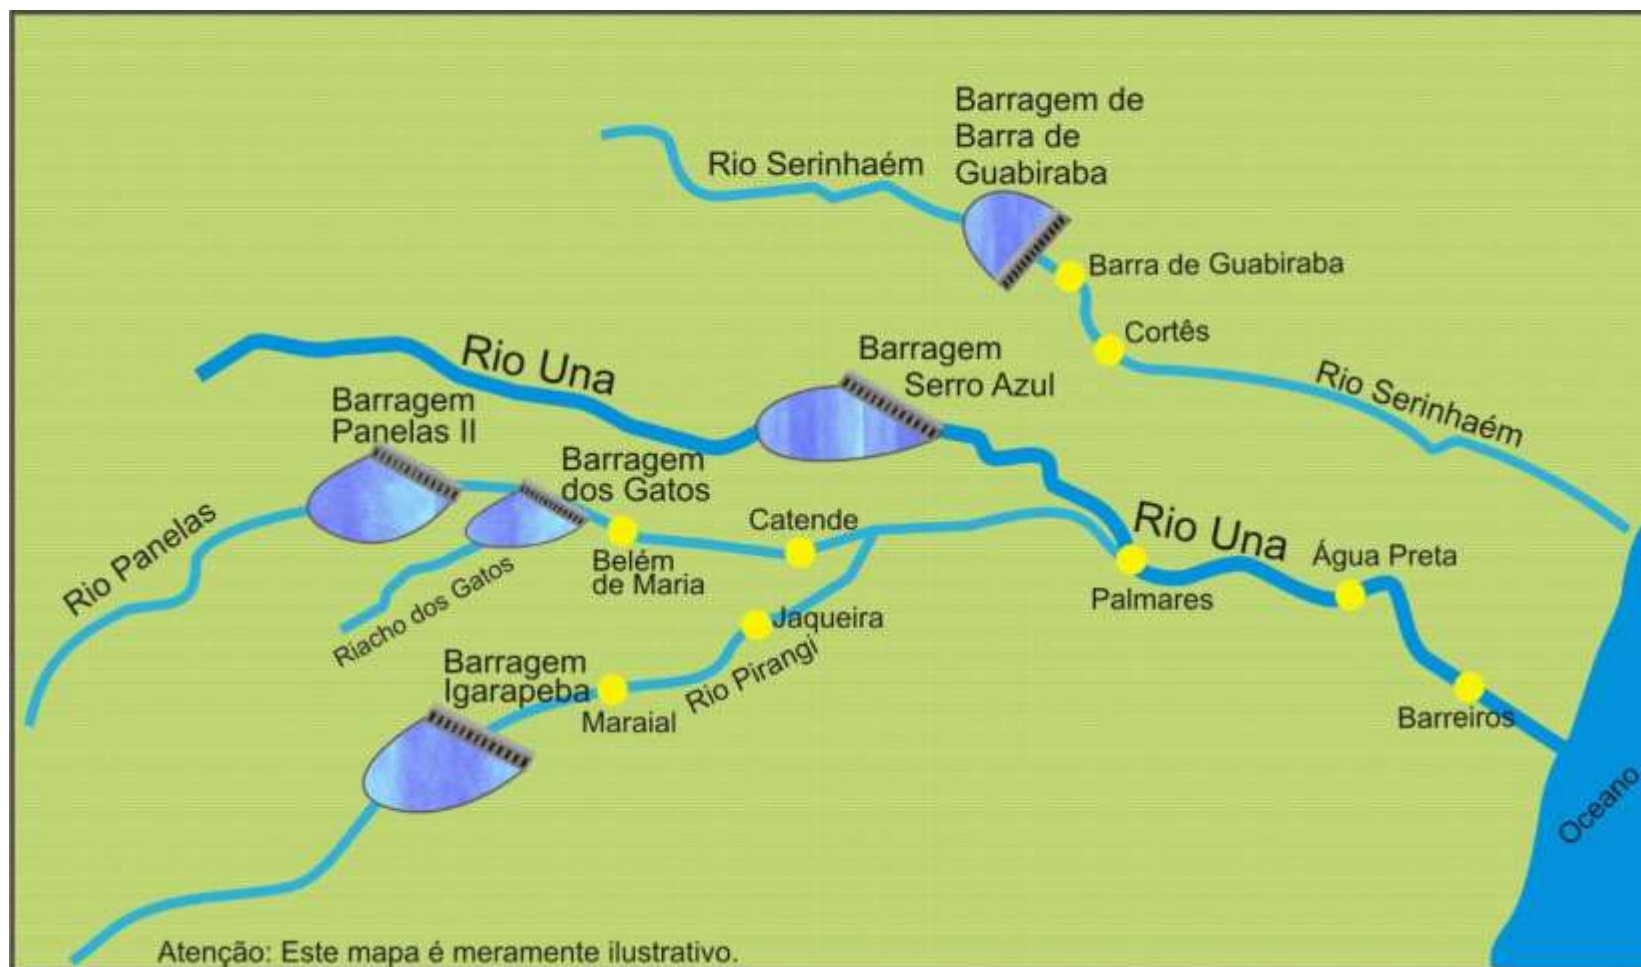 Barragem de
Barra de
Guabiraba
Rio Serinhaém
Barra de Guabiraba
Cortês
Rio Serinhaém
Rio Una
Barragem
Serro Azul
Barragem
Panelas II
Barragem
dos Gatos
Rio Panelas
Catende
Belém
de Maria
Riacho dos Gatos
Rio Una
Água Preta
Palmares
Jaqueira
Rio Pirangi
Barragem
Igarapeba
Maraial
Barreiros
Oceano
Atenção: Este mapa é meramente ilustrativo.